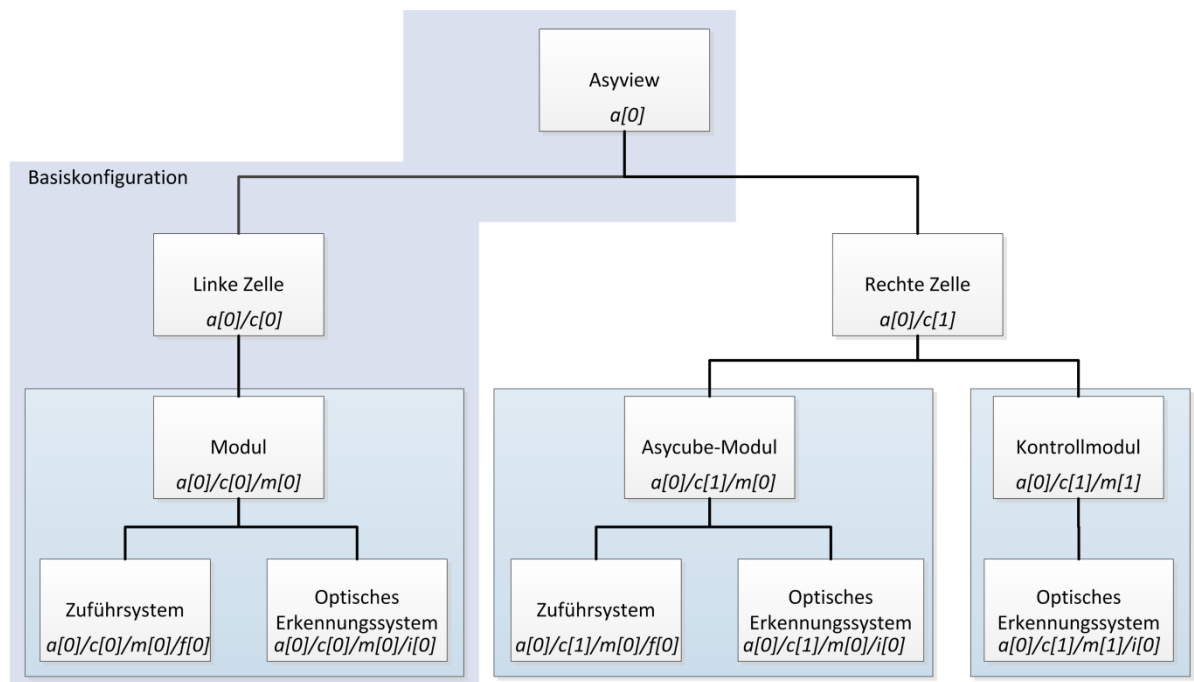 Asyview
a[0]
Basiskonfiguration
Linke Zelle
a[0]/c[0]
Rechte Zelle
a[0]/c[1]
Modul
a[0]/c[0]/m[0]
Asycube-Modul
a[0]/c[1]/m[0]
Kontrollmodul
a[0]/c[1]/m[1]
Zuführsystem
a[0]/c[0]/m[0]/f[0]
Optisches
Erkennungssystem
a[0]/c[0]/m[0]/i[0]
Zuführsystem
a[0]/c[1]/m[0]/f[0]
Optisches
Erkennungssystem
a[0]/c[1]/m[0]/i[0]
Optisches
Erkennungssystem
a[0]/c[1]/m[1]/i[0]